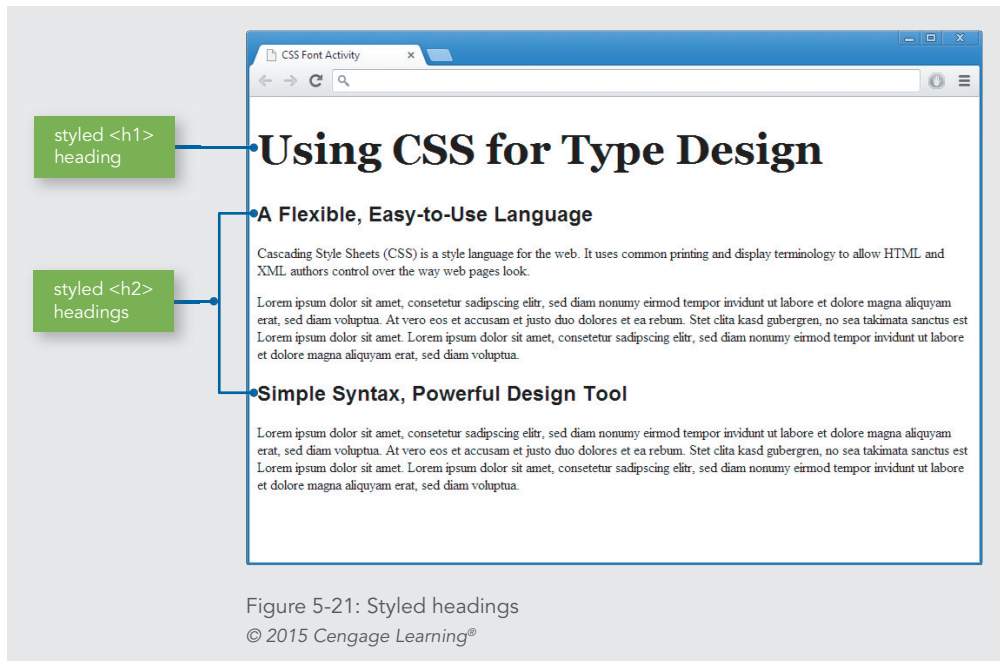 CSS Font Activity
styled <h1>
heading
Using CSS for Type Design
A Flexible, Easy-to-Use Language
Cascading Style Sheets (CSS) is a style language for the web. It uses common printing and display terminology to allow HTML and
XML authors control over the way web pages look.
styled <h2>
headings
Lorem ipsum dolor sit amet, consetetur sadipscing elitr, sed diam nonumy eirmod tempor invidunt ut labore et dolore magna aliquyam
erat, sed diam voluptua. At vero eos et accusam et justo duo dolores et ea rebum. Stet clita kasd gubergren, no sea takimata sanctus est
Lorem ipsum dolor sit amet. Lorem ipsum dolor sit amet, consetetur sadipscing elitr, sed diam nonumy eirmod tempor invidunt ut labore
et dolore magna aliquyam erat, sed diam voluptua.
Simple Syntax, Powerful Design Tool
Lorem ipsum dolor sit amet, consetetur sadipscing elitr, sed diam nonumy eirmod tempor invidunt ut labore et dolore magna aliquyam
erat, sed diam voluptua. At vero eos et accusam et justo duo dolores et ea rebum. Stet clita kasd gubergren, no sea takimata sanctus est
Lorem ipsum dolor sit amet. Lorem ipsum dolor sit amet, consetetur sadipscing elitr, sed diam nonumy eirmod tempor invidunt ut labore
et dolore magna aliquyam erat, sed diam voluptua.
Figure 5-21: Styled headings
© 2015 Cengage Learning®